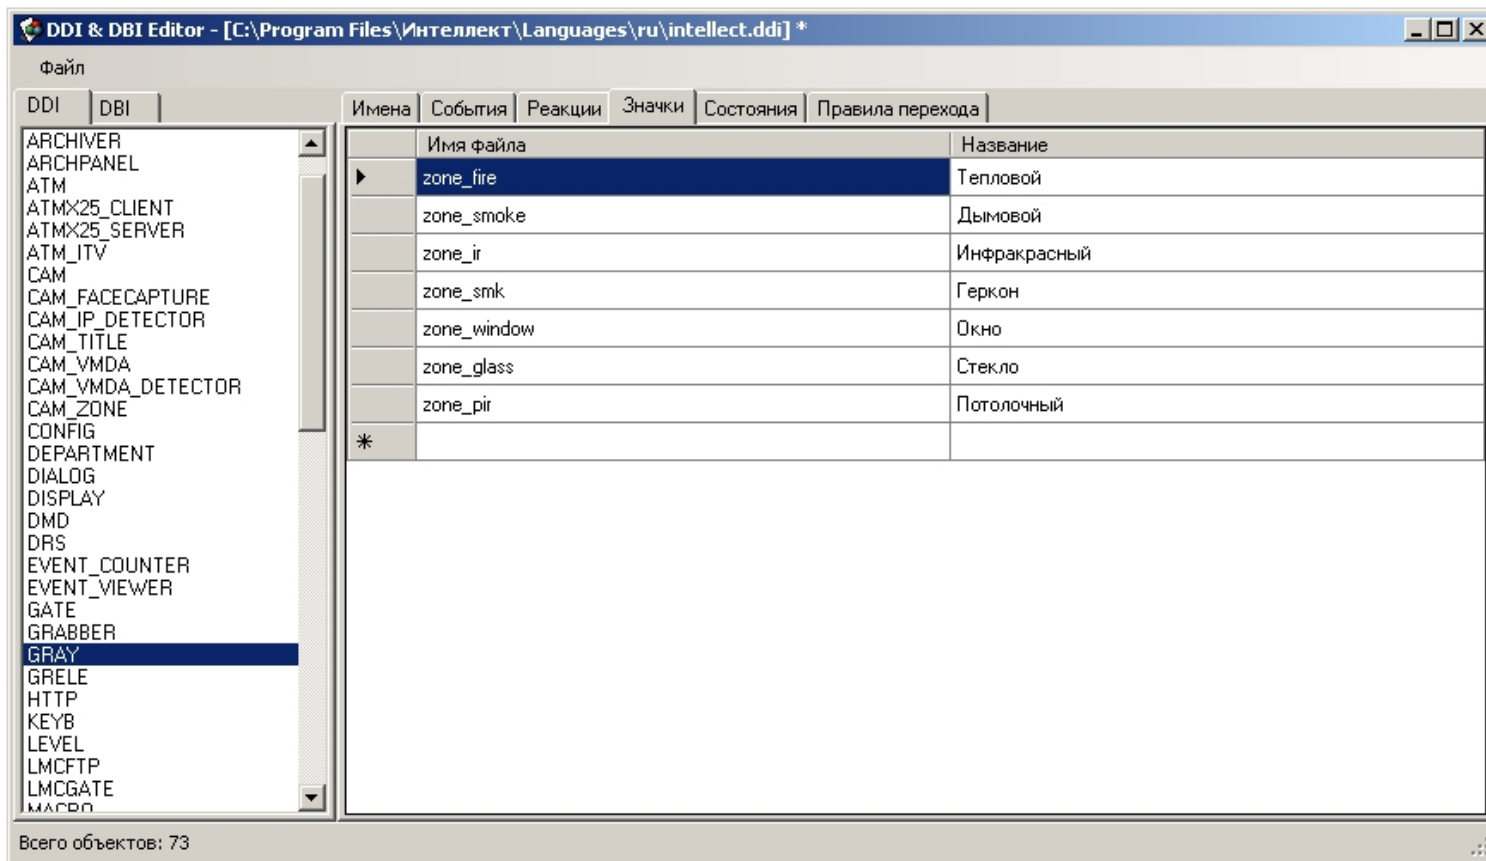 DDI & DBI Editor - [C:\Program Files\Интеллект\Languages\ru\intellect.ddi] *
Файл
DDI DBI
Имена События Реакции Значки Состояния Правила перехода
ARCHIVER
ARCHPANEL
ATM
ATMX25_CLIENT
ATMX25_SERVER
ATM_ITV
CAM
CAM_FACECAPTURE
CAM_IP_DETECTOR
CAM_TITLE
CAM_VMDA
CAM_VMDA_DETECTOR
CAM_ZONE
CONFIG
DEPARTMENT
DIALOG
DISPLAY
DMD
DRS
EVENT_COUNTER
EVENT_VIEWER
GATE
GRABBER
GRAY
GRELE
HTTP
KEYB
LEVEL
LMCFTP
LMCGATE
MACRO
Имя файла Название
zone_fire Тепловой
zone_smoke Дымовой
zone_ir Инфракрасный
zone_smk Геркон
zone_window Окно
zone_glass Стекло
zone_pir Потолочный
Всего объектов: 73